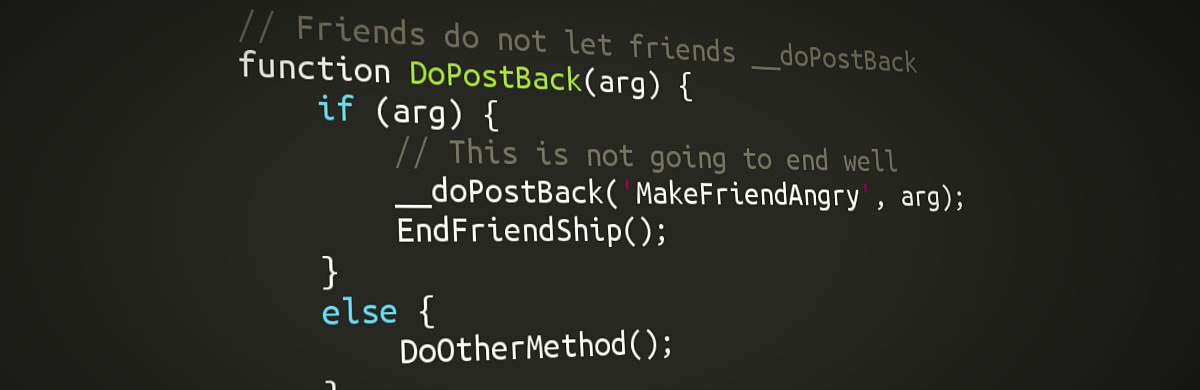 // Friends do not let friends __doPostBack
function DoPostBack(arg) {
if (arg) {
// This is not going to end well
__doPostBack('MakeFriendAngry', arg);
EndFriendShip();
}
else {
DoOtherMethod();
}